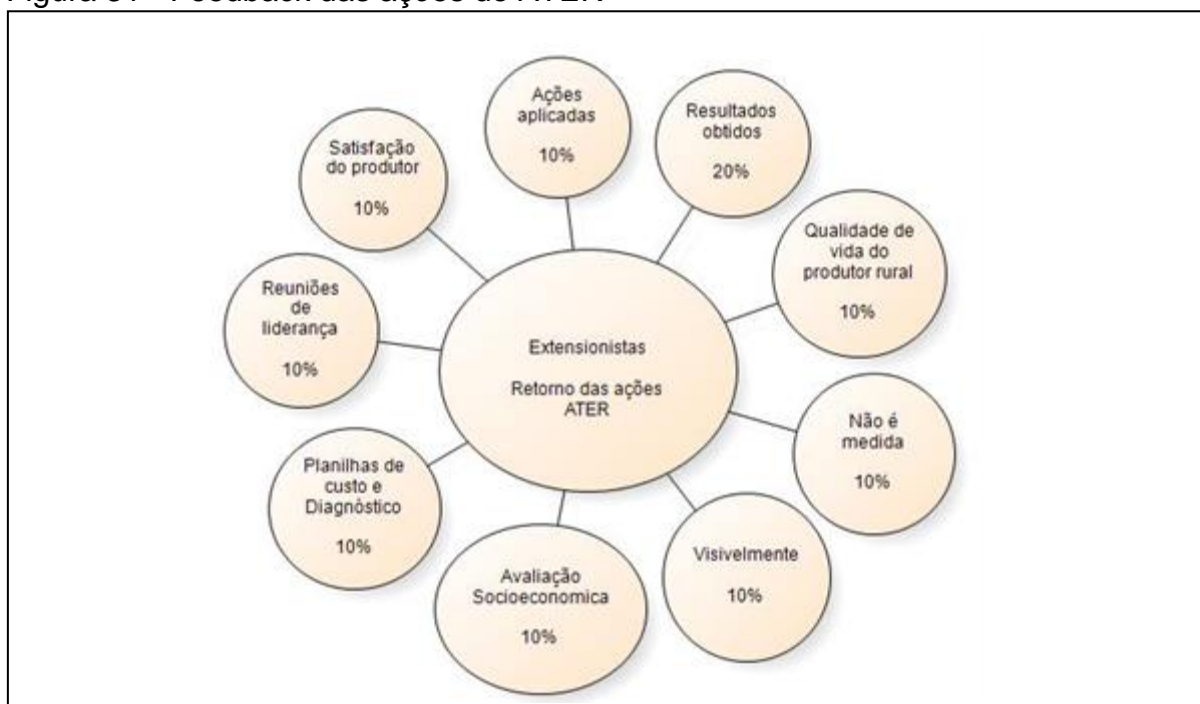 Ações
aplicadas
10%
Resultados
obtidos
20%
Qualidade de
vida do
produtor rural
10%
Não é
medida
10%
Visivelmente
10%
Avaliação
Socioeconomica
10%
Planilhas de
custo e
Diagnòstico
10%
Reuniões
de
liderança
10%
Satisfação
do produtor
10%
Extensionistas
Retorno das ações
ATER